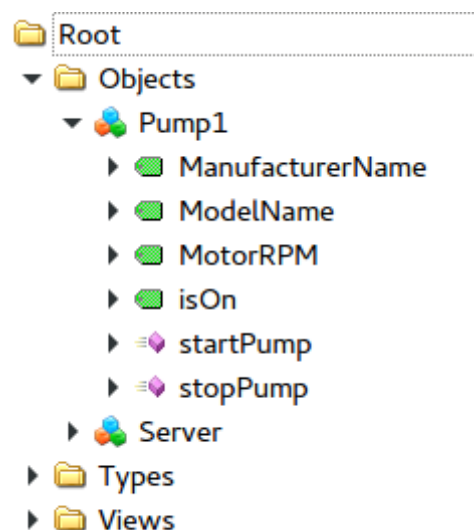 Root
Objects
Pump1
ManufacturerName
ModelName
MotorRPM
isOn
startPump
stopPump
Server
Types
Views